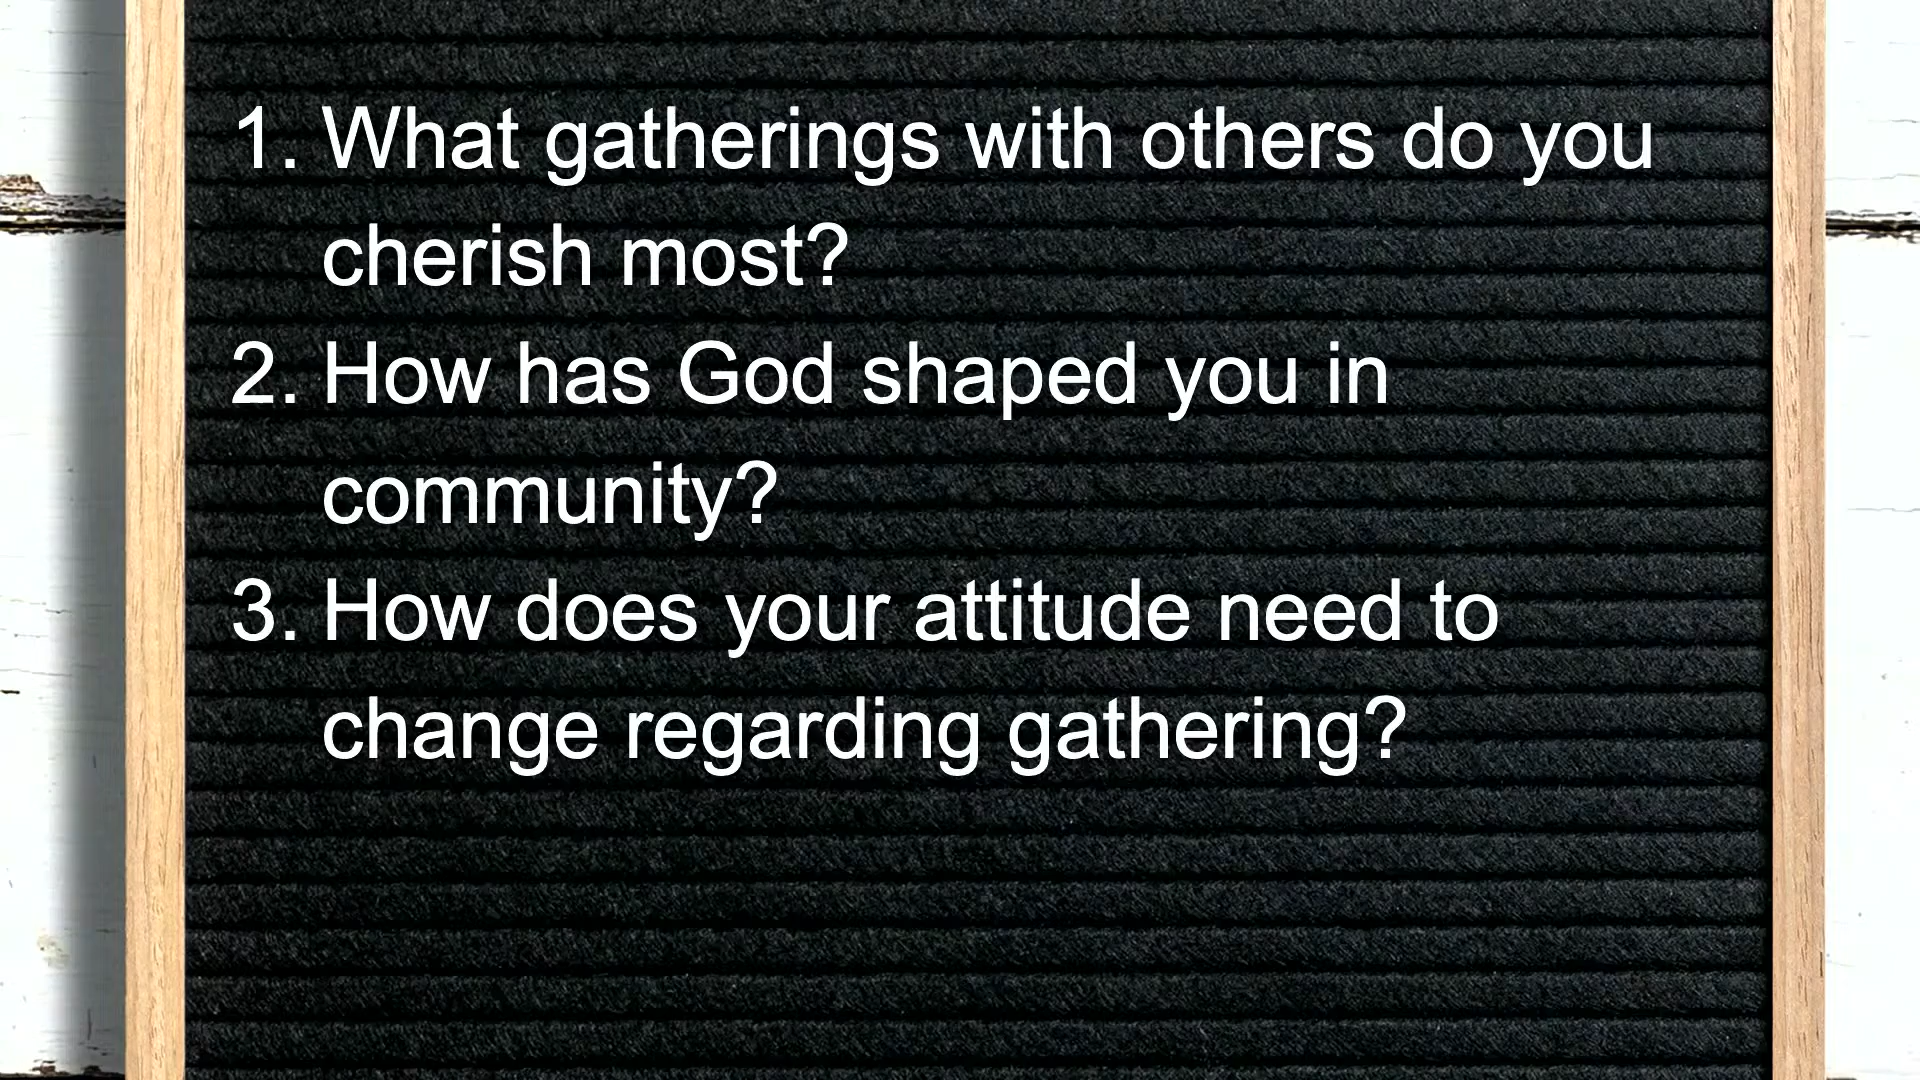 1. What gatherings with others do you
cherish most?
2. How has God shaped you in
community?
3. How does your attitude need to
change regarding gathering?